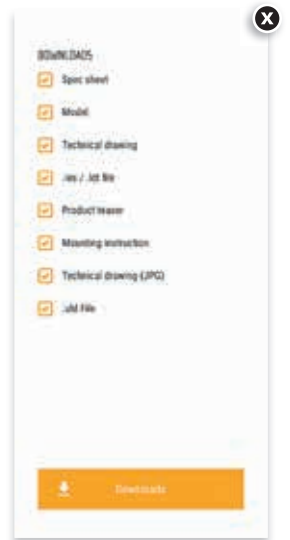 DOWNLOADS
Spec sheet
Model
Technical drawing
.ies / .ldt file
Product teaser
Mounting instruction
Technical drawing (JPG)
.uld File
Downloads